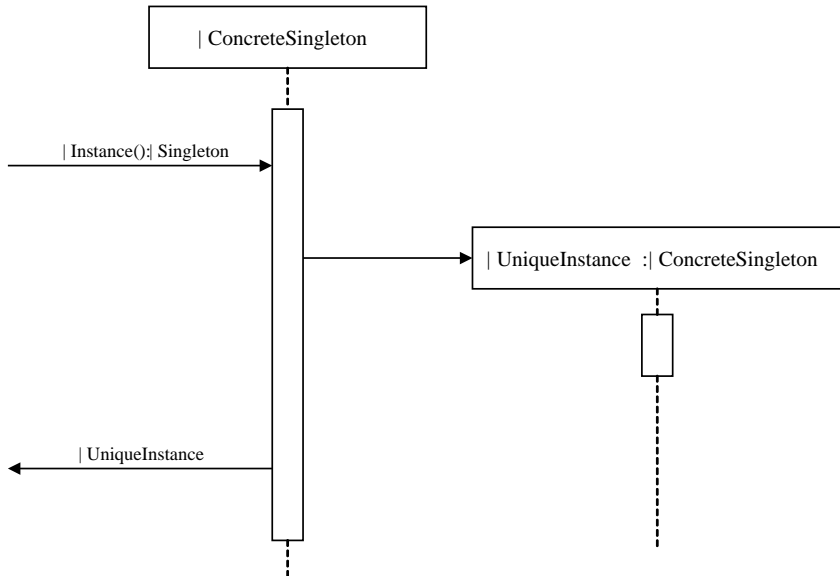 | ConcreteSingleton
| Instance():| Singleton
| UniqueInstance :| ConcreteSingleton
| UniqueInstance